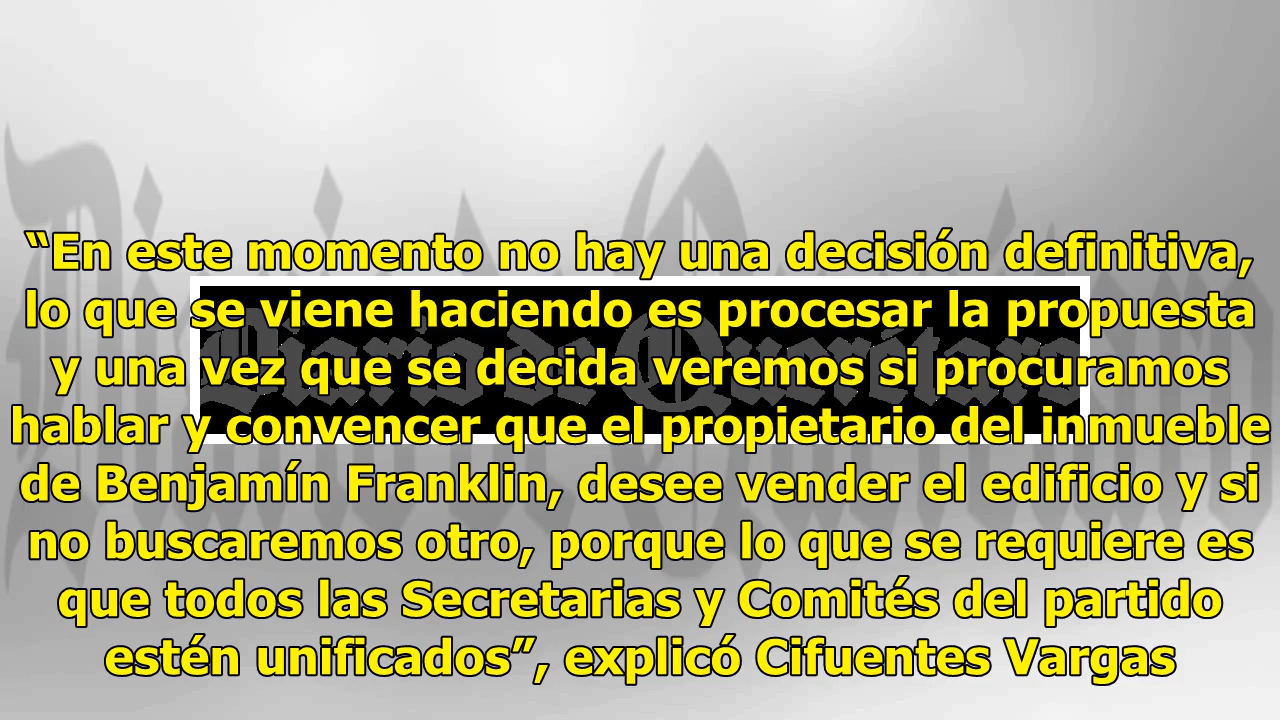 “En este momento no hay una decisión definitiva,
lo que se viene haciendo es procesar la propuesta
y una vez que se decida veremos si procuramos
hablar y convencer que el propietario del inmueble
de Benjamín Franklin, desee vender el edificio y si
no buscaremos otro, porque lo que se requiere es
que todos las Secretarias y Comités del partido
estén unificados”, explicó Cifuentes Vargas
Diario de Querétaro